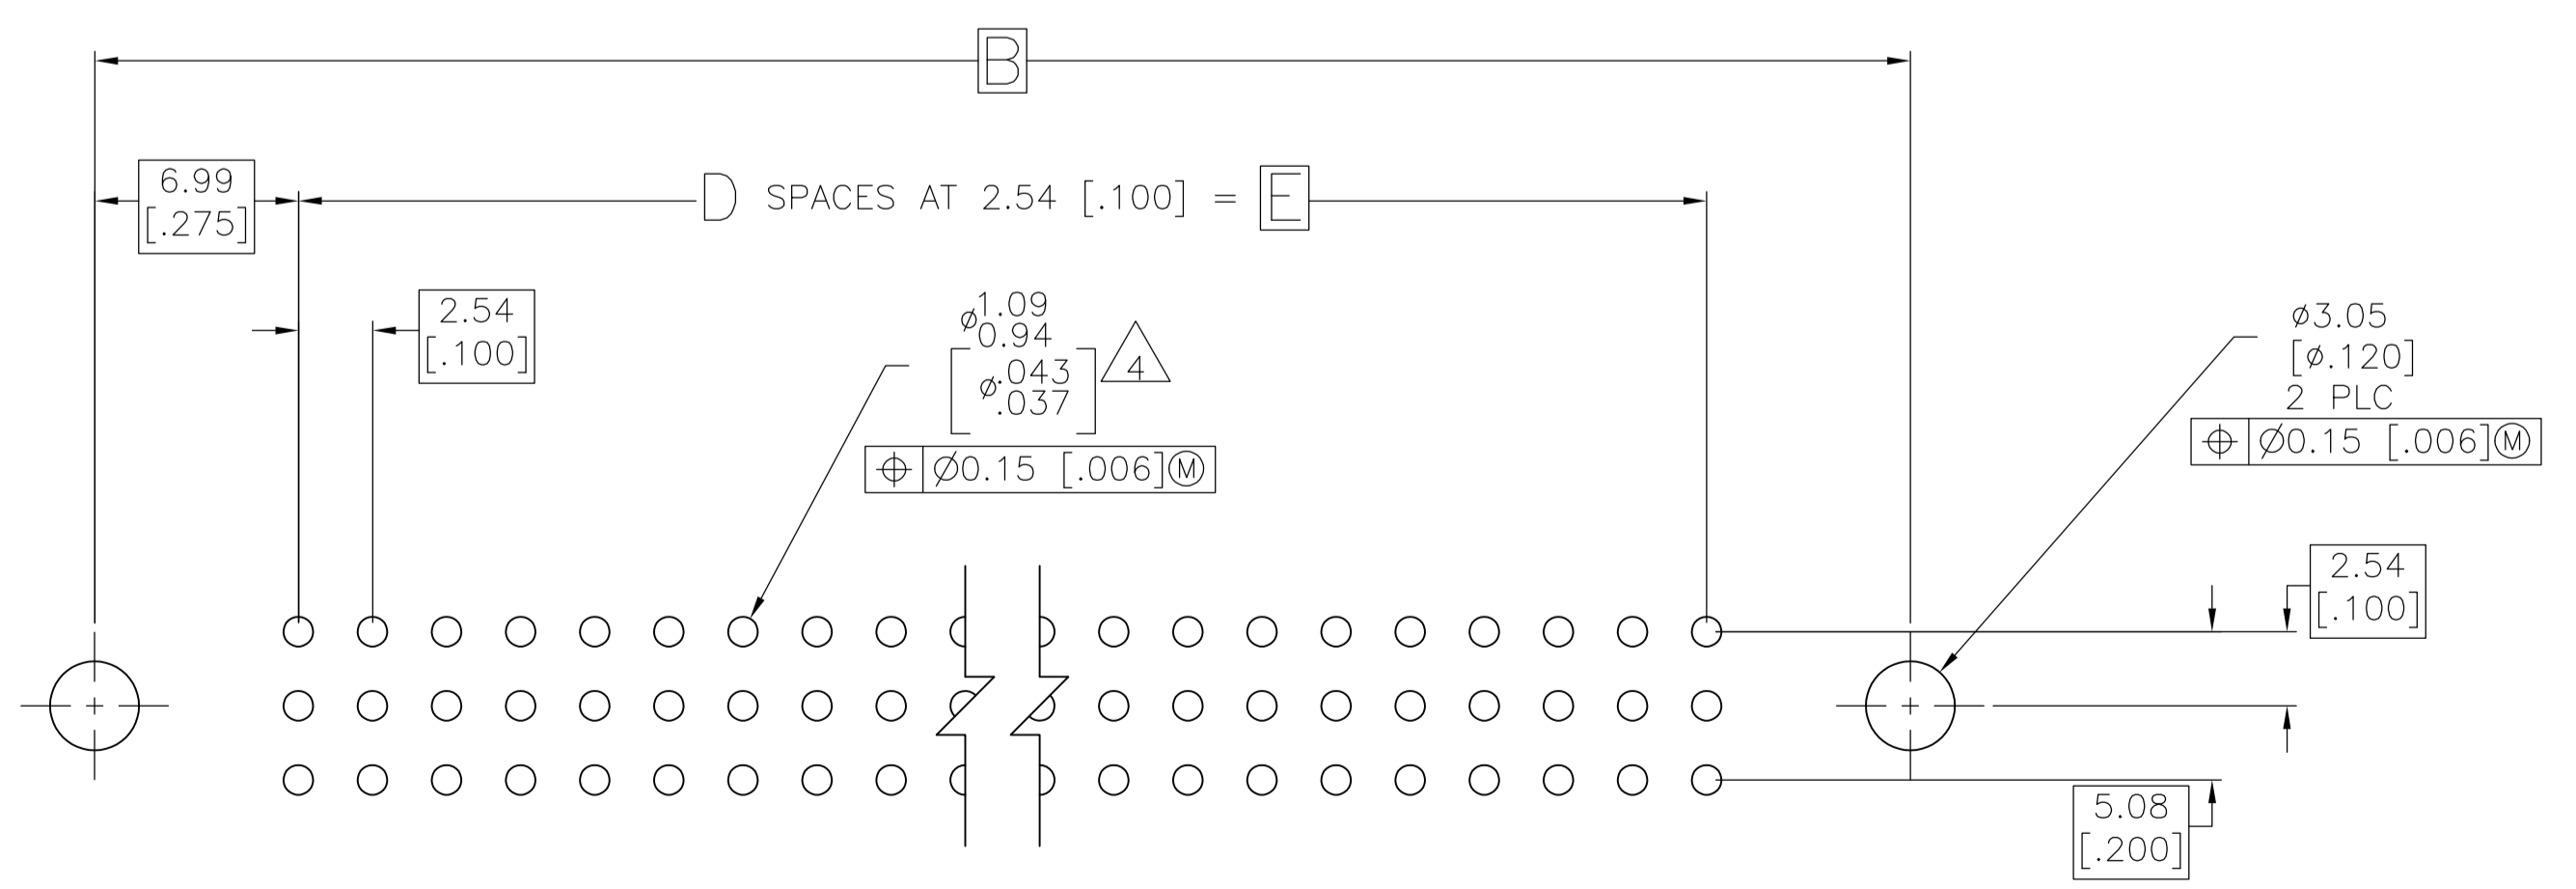 B
6.99
[.275]
D SPACES AT 2.54 [.100] = E
2.54
[.100]
ø1.09
0.94
[ø.043
.037]
4
⌖ Ø0.15 [.006]Ⓜ
ø3.05
[ø.120]
2 PLC
⌖ Ø0.15 [.006]Ⓜ
2.54
[.100]
5.08
[.200]